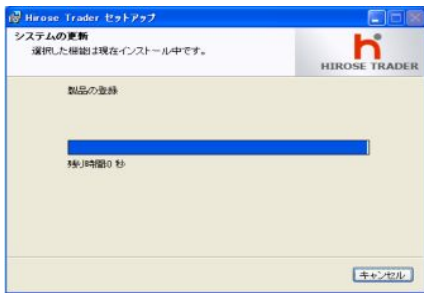 Hirose Trader セットアップ
システムの更新
選択した機能は現在インストール中です。
HIROSE TRADER
製品の登録
残り時間0 秒
キャンセル